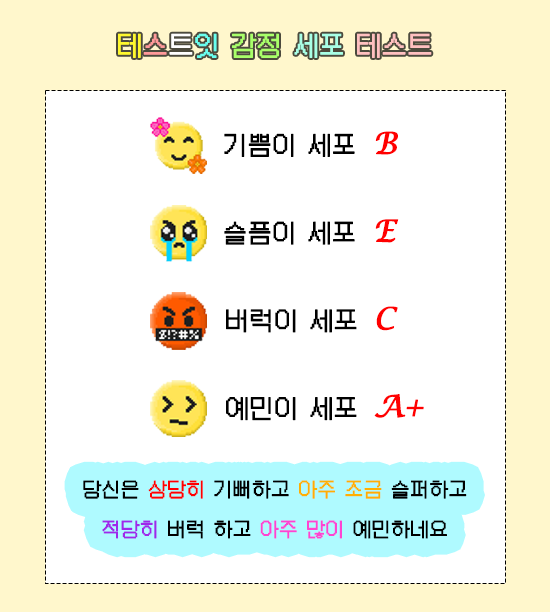 테스트잇 감정 세포 테스트
기쁨이 세포 B
슬픔이 세포 E
버럭이 세포 C
$!?#%
예민이 세포 A+
당신은 상당히 기뻐하고 아주 조금 슬퍼하고
적당히 버럭 하고 아주 많이 예민하네요